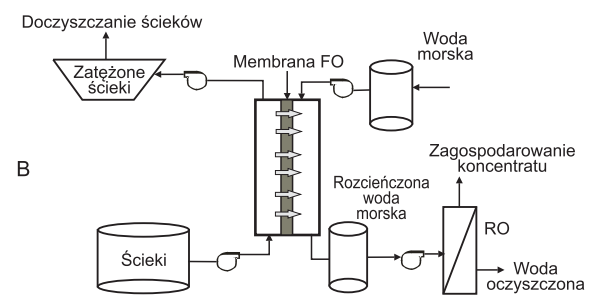 Doczyszczanie ścieków
Zatężone
ścieki
Membrana FO
Woda
morska
B
Ścieki
Rozcieńczona
woda
morska
Zagospodarowanie
koncentratu
RO
Woda
oczyszczona